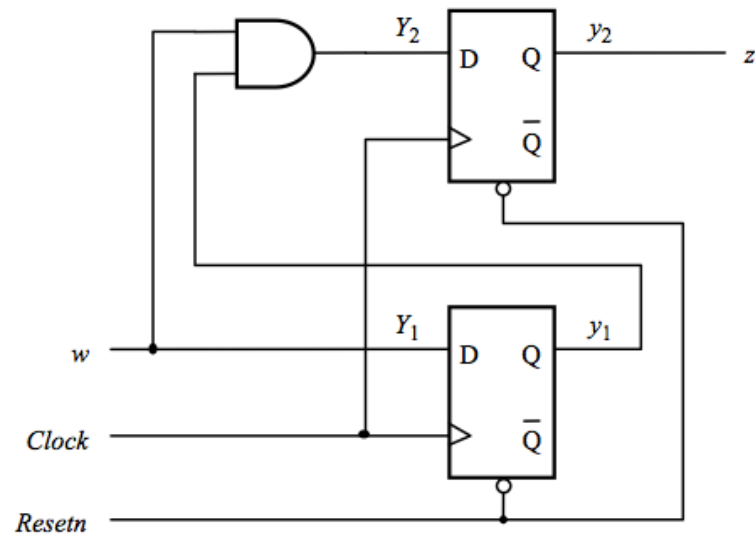 Y₂ y₂
D Q z
Q̅
Y₁ y₁
w D Q
Clock Q̅
Resetn